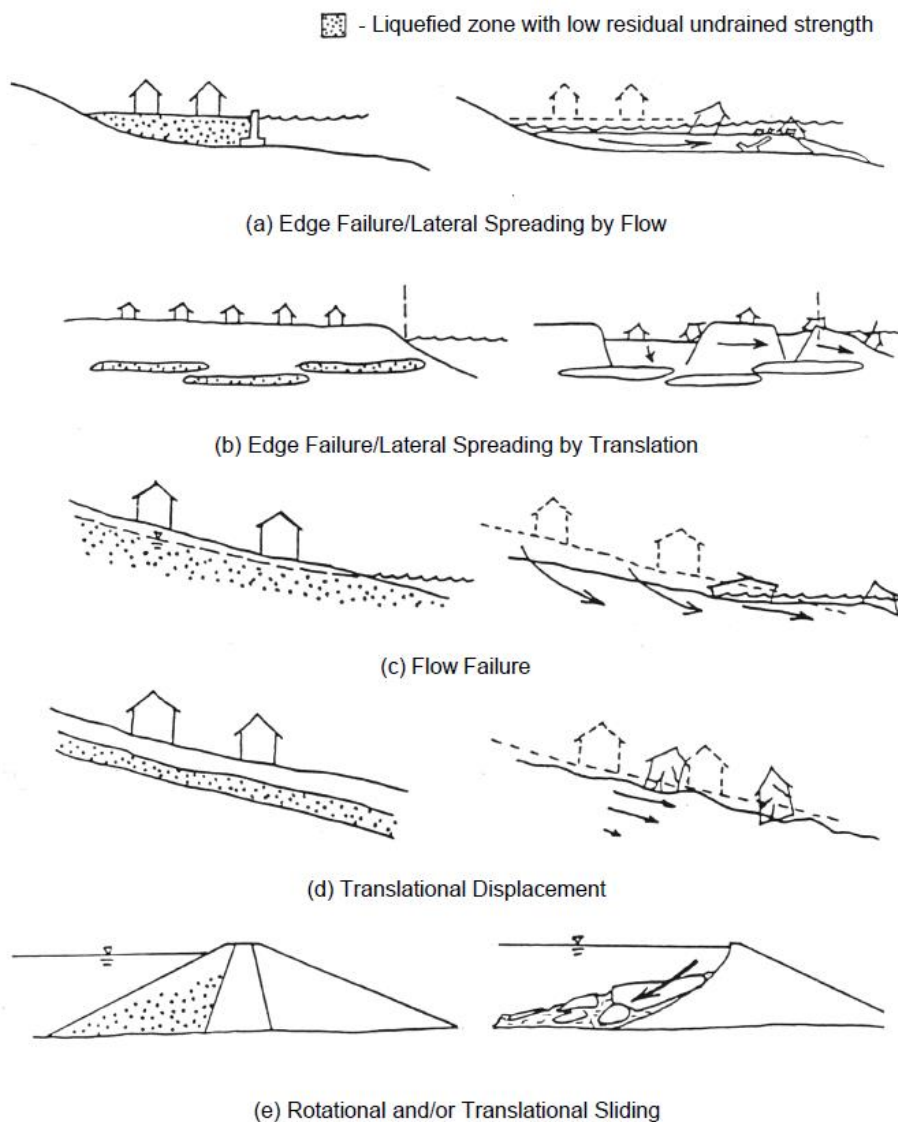 - Liquefied zone with low residual undrained strength
(a) Edge Failure/Lateral Spreading by Flow
(b) Edge Failure/Lateral Spreading by Translation
(c) Flow Failure
(d) Translational Displacement
(e) Rotational and/or Translational Sliding